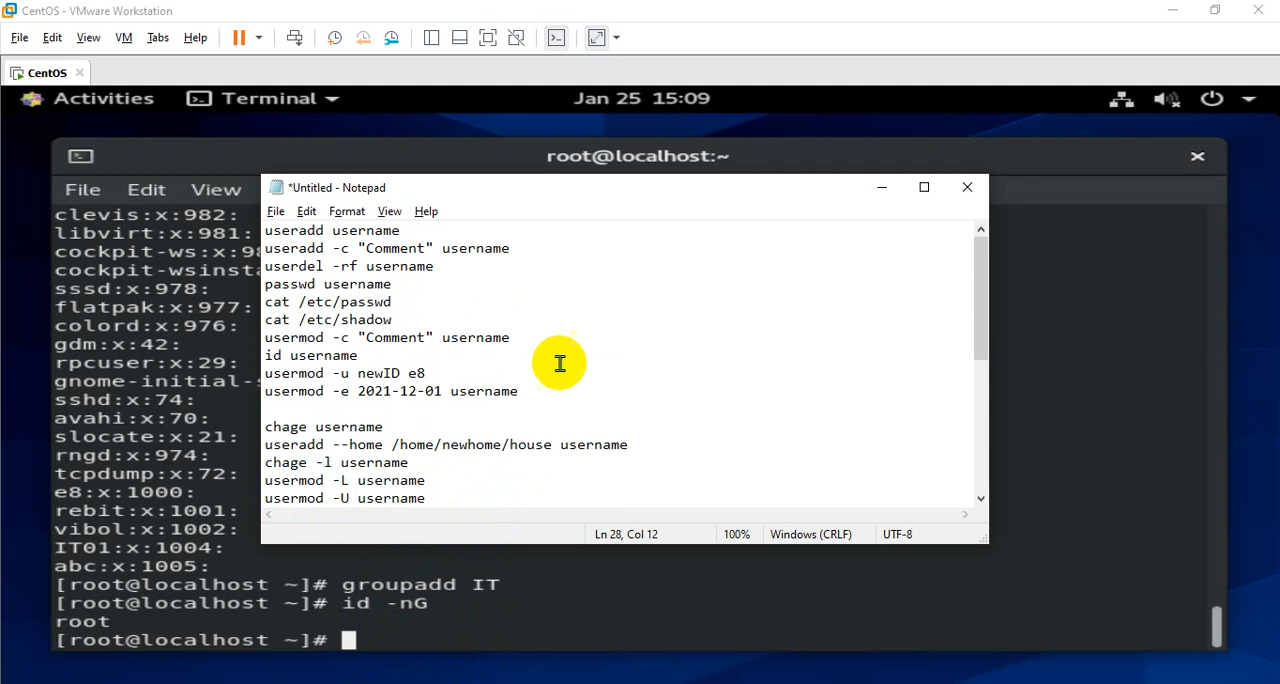 CentOS - VMware Workstation
File Edit View VM Tabs Help
CentOS
Activities Terminal Jan 25 15:09
root@localhost:~
File Edit View
clevis:x:982:
libvirt:x:981:
cockpit-ws:x:98
cockpit-wsinsta
sssd:x:978:
flatpak:x:977:
colord:x:976:
gdm:x:42:
rpcuser:x:29:
gnome-initial-s
sshd:x:74:
avahi:x:70:
slocate:x:21:
rngd:x:974:
tcpdump:x:72:
e8:x:1000:
rebit:x:1001:
vibol:x:1002:
IT01:x:1004:
abc:x:1005:
[root@localhost ~]# groupadd IT
[root@localhost ~]# id -nG
root
[root@localhost ~]#
*Untitled - Notepad
File Edit Format View Help
useradd username
useradd -c "Comment" username
userdel -rf username
passwd username
cat /etc/passwd
cat /etc/shadow
usermod -c "Comment" username
id username
usermod -u newID e8
usermod -e 2021-12-01 username
chage username
useradd --home /home/newhome/house username
chage -l username
usermod -L username
usermod -U username
Ln 28, Col 12 100% Windows (CRLF) UTF-8